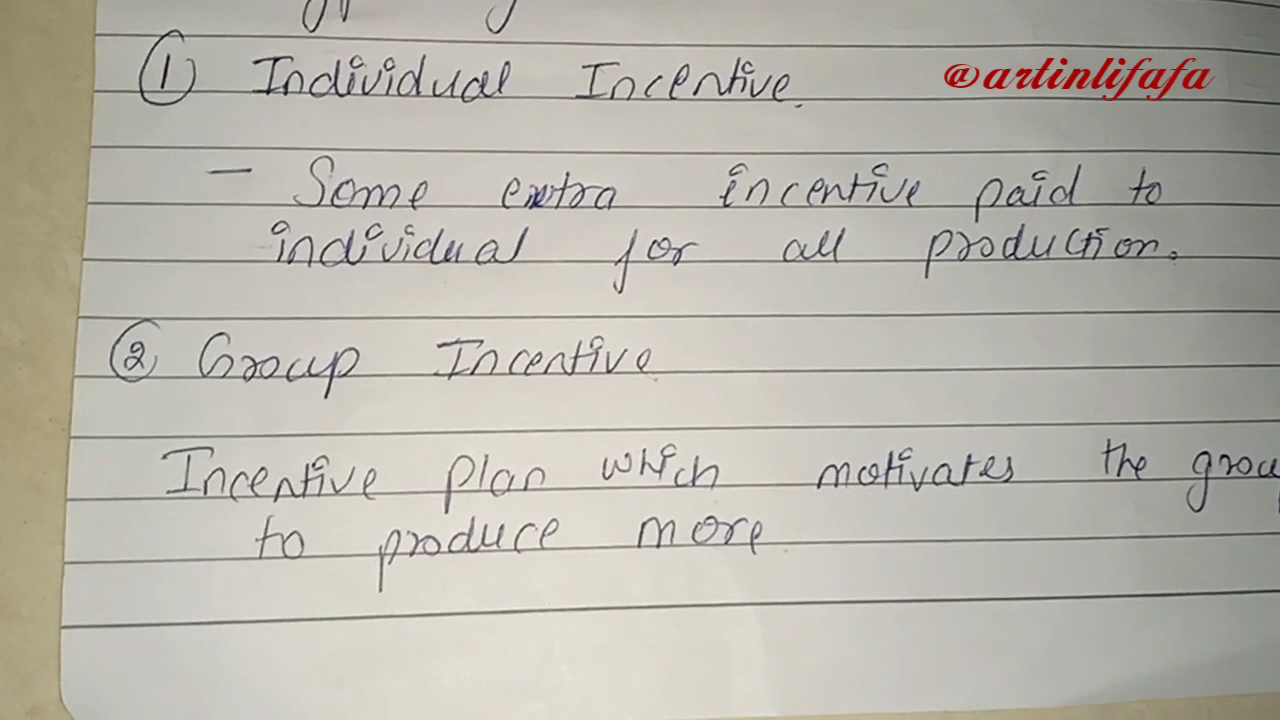 ① Individual Incentive.
@artinlifafa
- Some extra incentive paid to
individual for all production.
② Group Incentive
Incentive plan which motivates the grou
to produce more